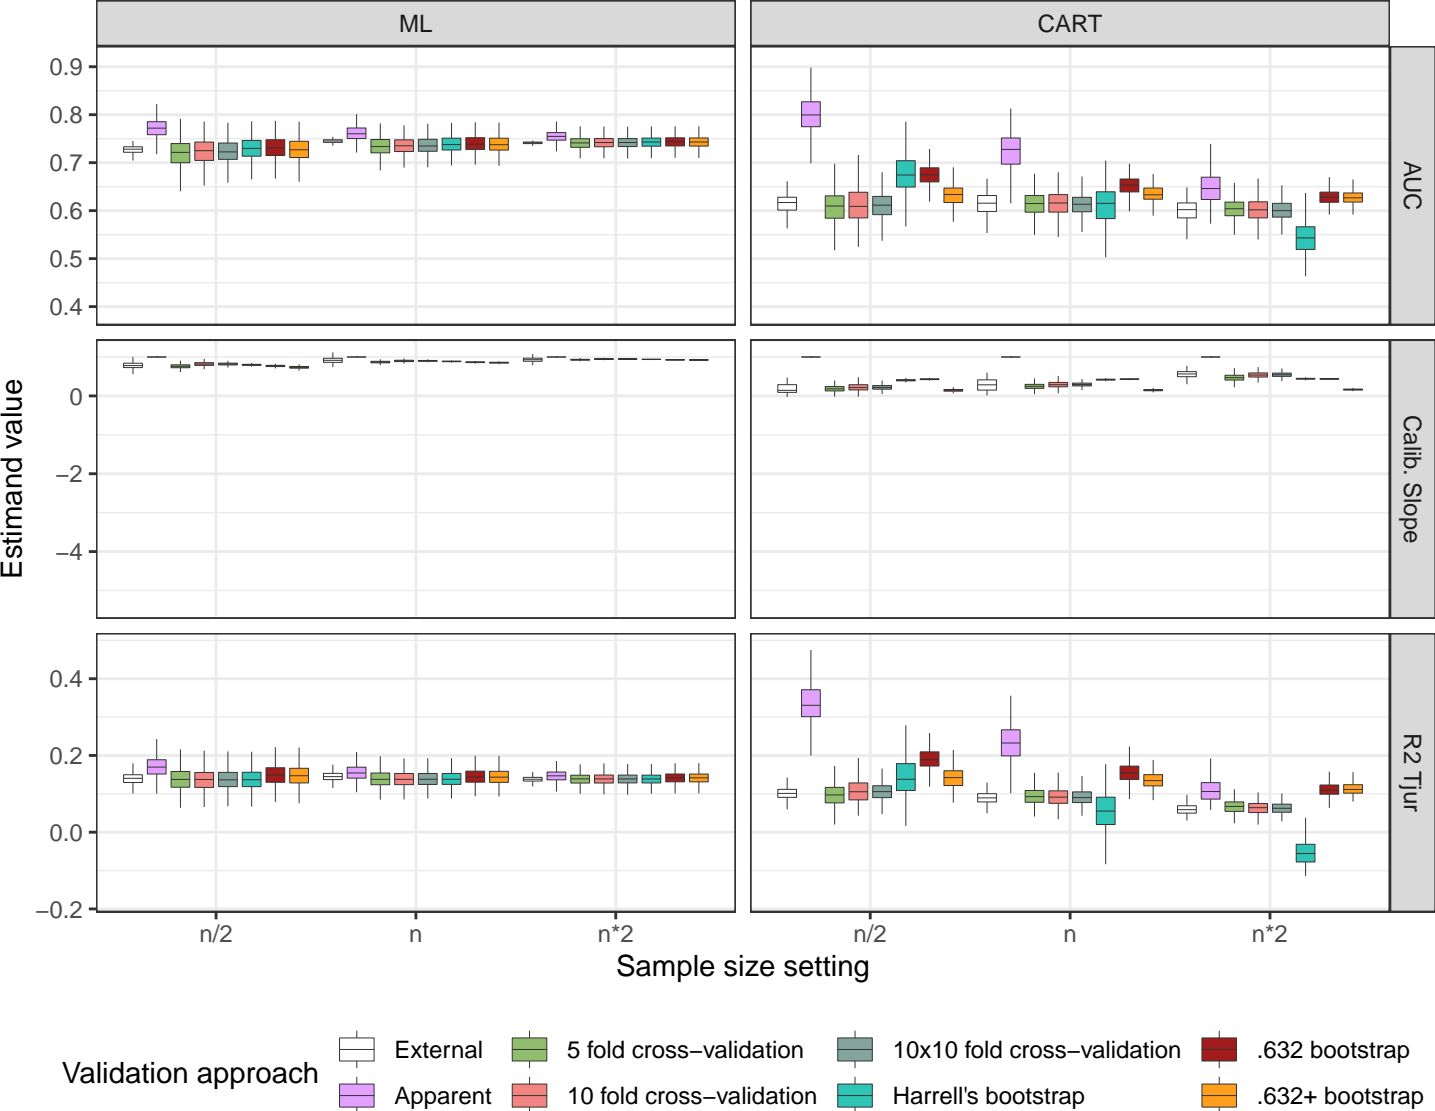 ML
CART
0.9
0.8
0.7
0.6
0.5
0.4
AUC
0
−2
−4
Calib. Slope
0.4
0.2
0.0
−0.2
R2 Tjur
Estimand value
n/2
n
n*2
n/2
n
n*2
Sample size setting
Validation approach
External
5 fold cross−validation
10x10 fold cross−validation
.632 bootstrap
Apparent
10 fold cross−validation
Harrell's bootstrap
.632+ bootstrap